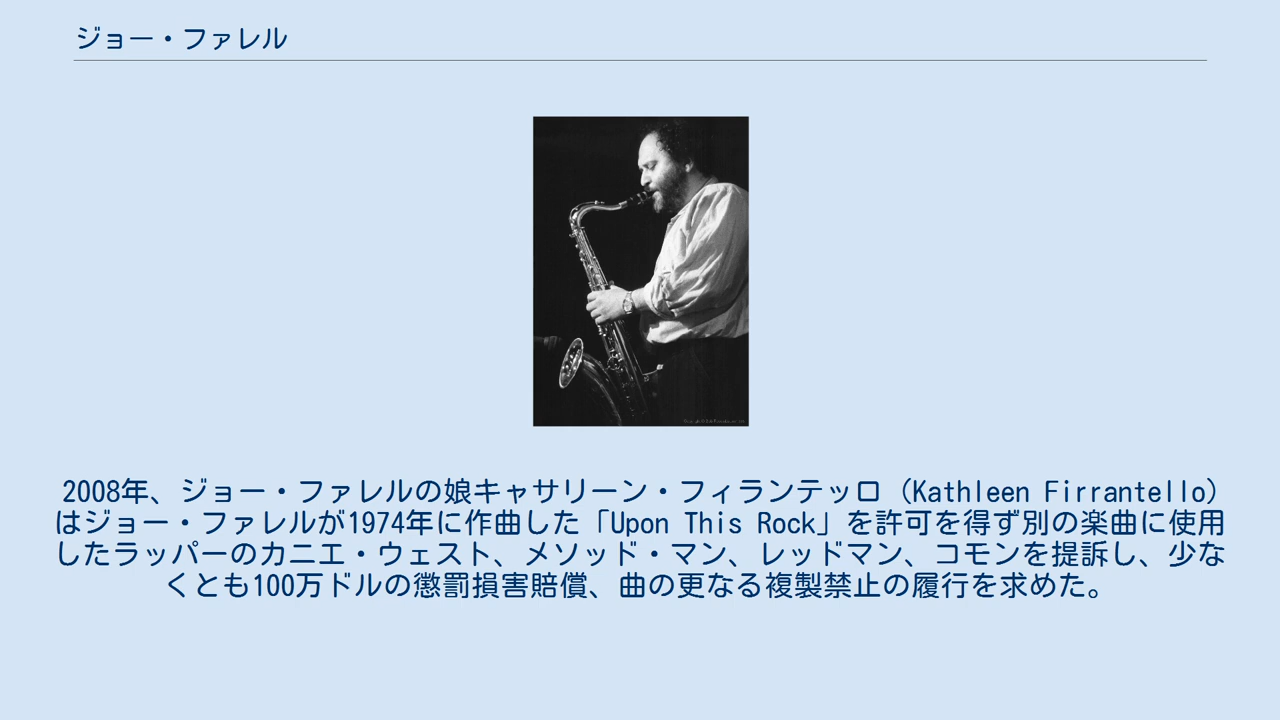 ジョー・ファレル
2008年、ジョー・ファレルの娘キャサリーン・フィランテッロ（Kathleen Firrantello）
はジョー・ファレルが1974年に作曲した「Upon This Rock」を許可を得ず別の楽曲に使用
したラッパーのカニエ・ウェスト、メソッド・マン、レッドマン、コモンを提訴し、少な
くとも100万ドルの懲罰損害賠償、曲の更なる複製禁止の履行を求めた。